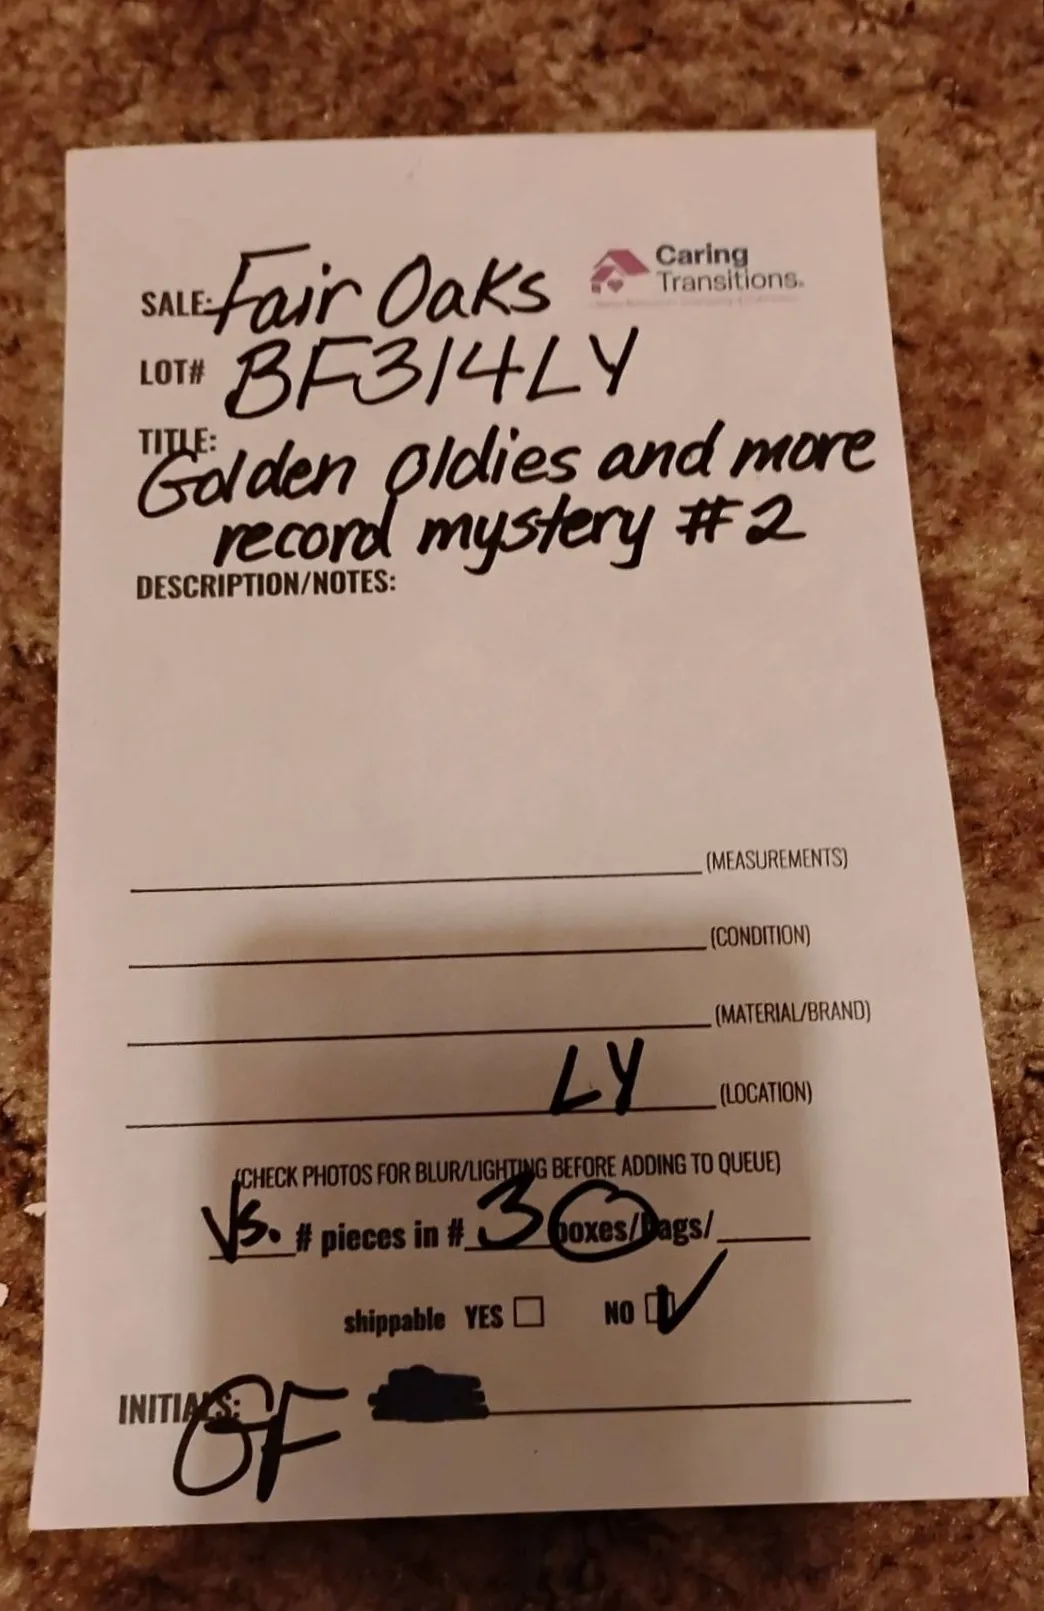 Caring
Transitions®
SALE: Fair Oaks
LOT# BF314LY
TITLE:
Golden Oldies and more
record mystery #2
DESCRIPTION/NOTES:
(MEASUREMENTS)
(CONDITION)
(MATERIAL/BRAND)
LY (LOCATION)
(CHECK PHOTOS FOR BLUR/LIGHTING BEFORE ADDING TO QUEUE)
Vs. # pieces in # 3 boxes/bags/
shippable YES NO
INITIALS: